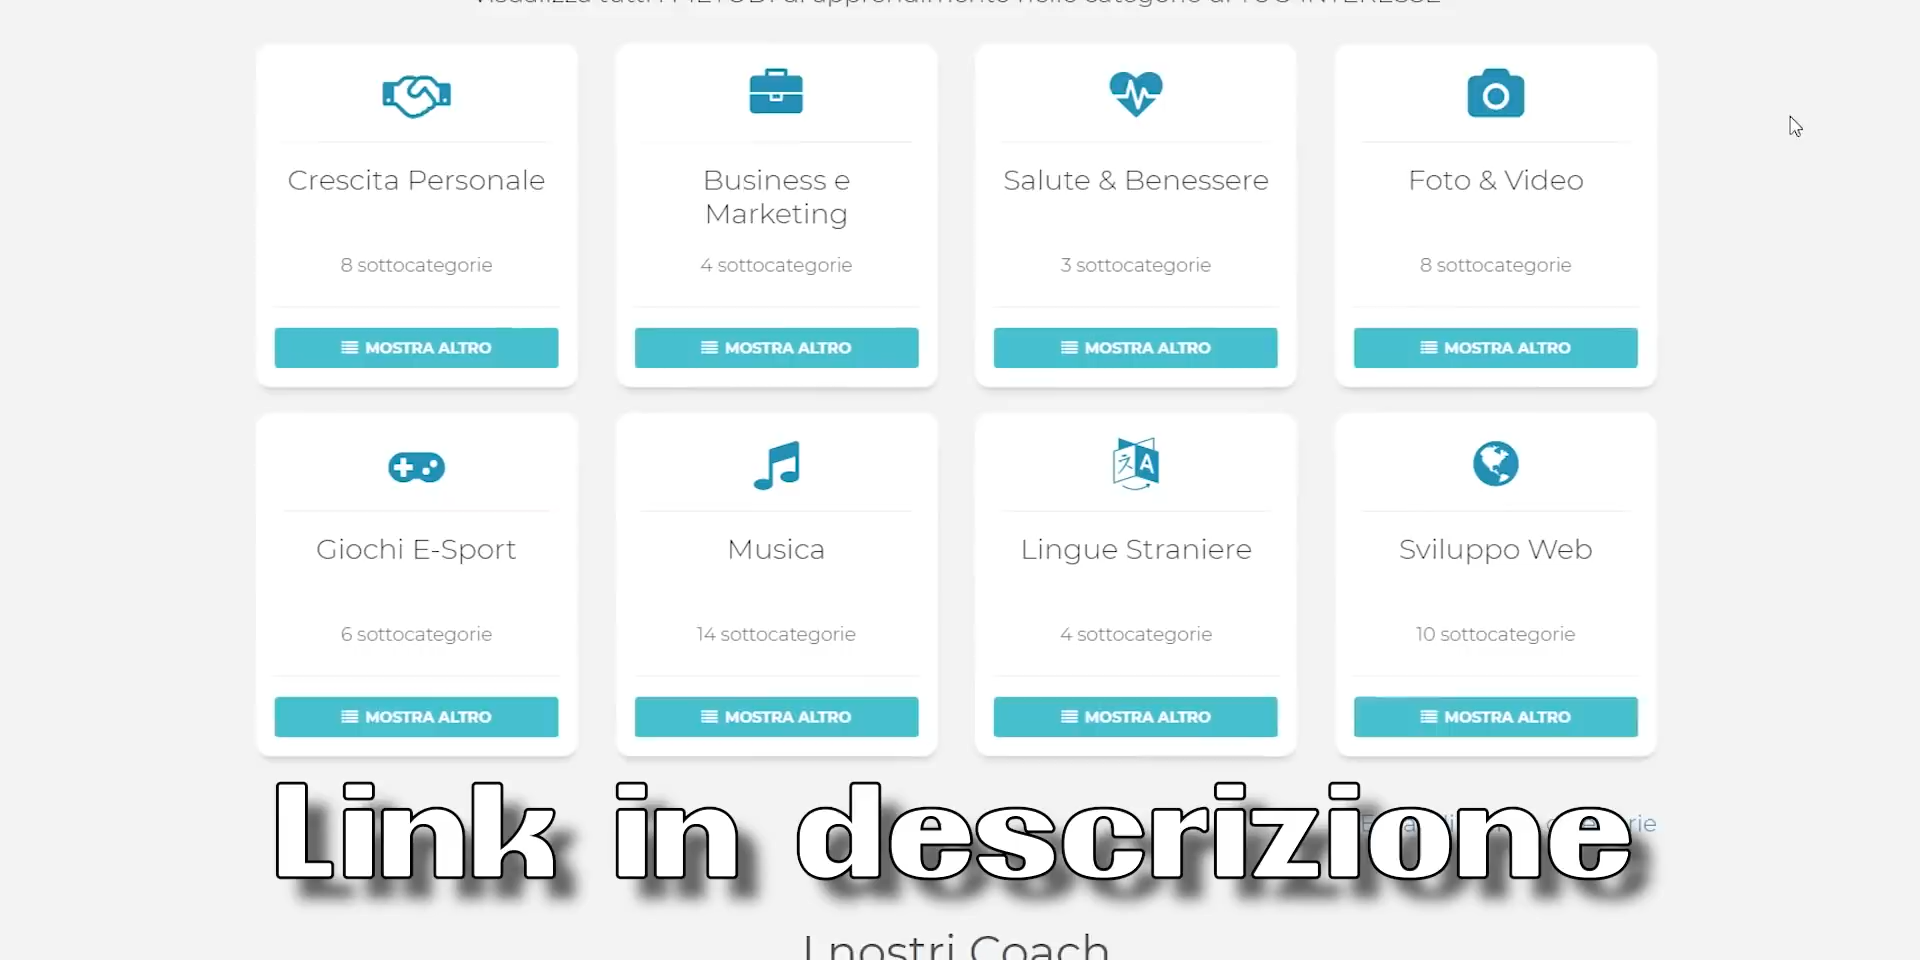 Crescita Personale
8 sottocategorie
MOSTRA ALTRO
Business e
Marketing
4 sottocategorie
MOSTRA ALTRO
Salute & Benessere
3 sottocategorie
MOSTRA ALTRO
Foto & Video
8 sottocategorie
MOSTRA ALTRO
Giochi E-Sport
6 sottocategorie
MOSTRA ALTRO
Musica
14 sottocategorie
MOSTRA ALTRO
Lingue Straniere
4 sottocategorie
MOSTRA ALTRO
Sviluppo Web
10 sottocategorie
MOSTRA ALTRO
Link in descrizione
I nostri Coach